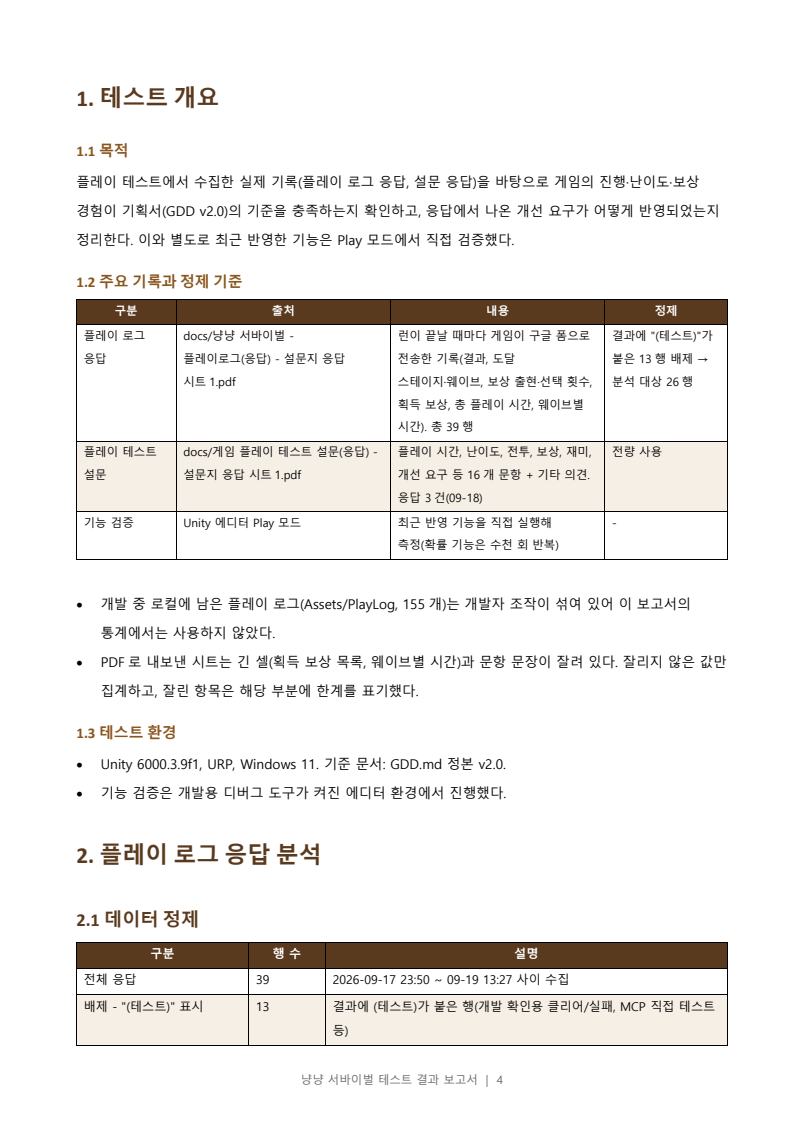 1. 테스트 개요
1.1 목적
플레이 테스트에서 수집한 실제 기록(플레이 로그 응답, 설문 응답)을 바탕으로 게임의 진행·난이도·보상
경험이 기획서(GDD v2.0)의 기준을 충족하는지 확인하고, 응답에서 나온 개선 요구가 어떻게 반영되었는지
정리한다. 이와 별도로 최근 반영한 기능은 Play 모드에서 직접 검증했다.
1.2 주요 기록과 정제 기준
구분 출처 내용 정제
플레이 로그
응답
docs/냥냥 서바이벌 -
플레이로그(응답) - 설문지 응답
시트 1.pdf
런이 끝날 때마다 게임이 구글 폼으로
전송한 기록(결과, 도달
스테이지·웨이브, 보상 출현·선택 횟수,
획득 보상, 총 플레이 시간, 웨이브별
시간). 총 39 행
결과에 "(테스트)"가
붙은 13 행 배제 →
분석 대상 26 행
플레이 테스트
설문
docs/게임 플레이 테스트 설문(응답) -
설문지 응답 시트 1.pdf
플레이 시간, 난이도, 전투, 보상, 재미,
개선 요구 등 16 개 문항 + 기타 의견.
응답 3 건(09-18)
전량 사용
기능 검증
Unity 에디터 Play 모드
최근 반영 기능을 직접 실행해
측정(확률 기능은 수천 회 반복)
-
• 개발 중 로컬에 남은 플레이 로그(Assets/PlayLog, 155 개)는 개발자 조작이 섞여 있어 이 보고서의
통계에서는 사용하지 않았다.
• PDF 로 내보낸 시트는 긴 셀(획득 보상 목록, 웨이브별 시간)과 문항 문장이 잘려 있다. 잘리지 않은 값만
집계하고, 잘린 항목은 해당 부분에 한계를 표기했다.
1.3 테스트 환경
• Unity 6000.3.9f1, URP, Windows 11. 기준 문서: GDD.md 정본 v2.0.
• 기능 검증은 개발용 디버그 도구가 켜진 에디터 환경에서 진행했다.
2. 플레이 로그 응답 분석
2.1 데이터 정제
구분 행 수 설명
전체 응답 39 2026-09-17 23:50 ~ 09-19 13:27 사이 수집
배제 - "(테스트)" 표시 13 결과에 (테스트)가 붙은 행(개발 확인용 클리어/실패, MCP 직접 테스트
등)
냥냥 서바이벌 테스트 결과 보고서 | 4